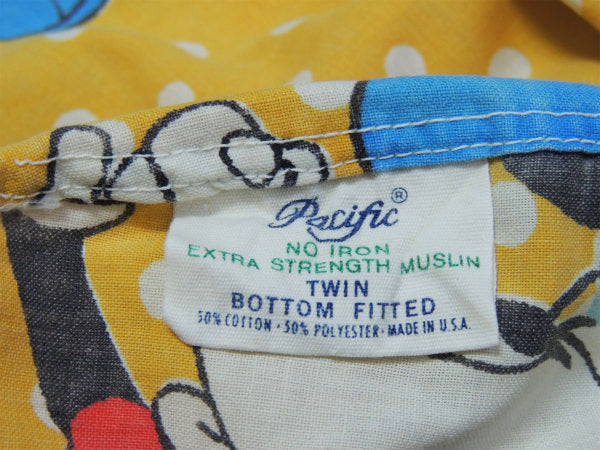 Pacific®
NO IRON
EXTRA STRENGTH MUSLIN
TWIN
BOTTOM FITTED
50% COTTON · 50% POLYESTER · MADE IN U.S.A.